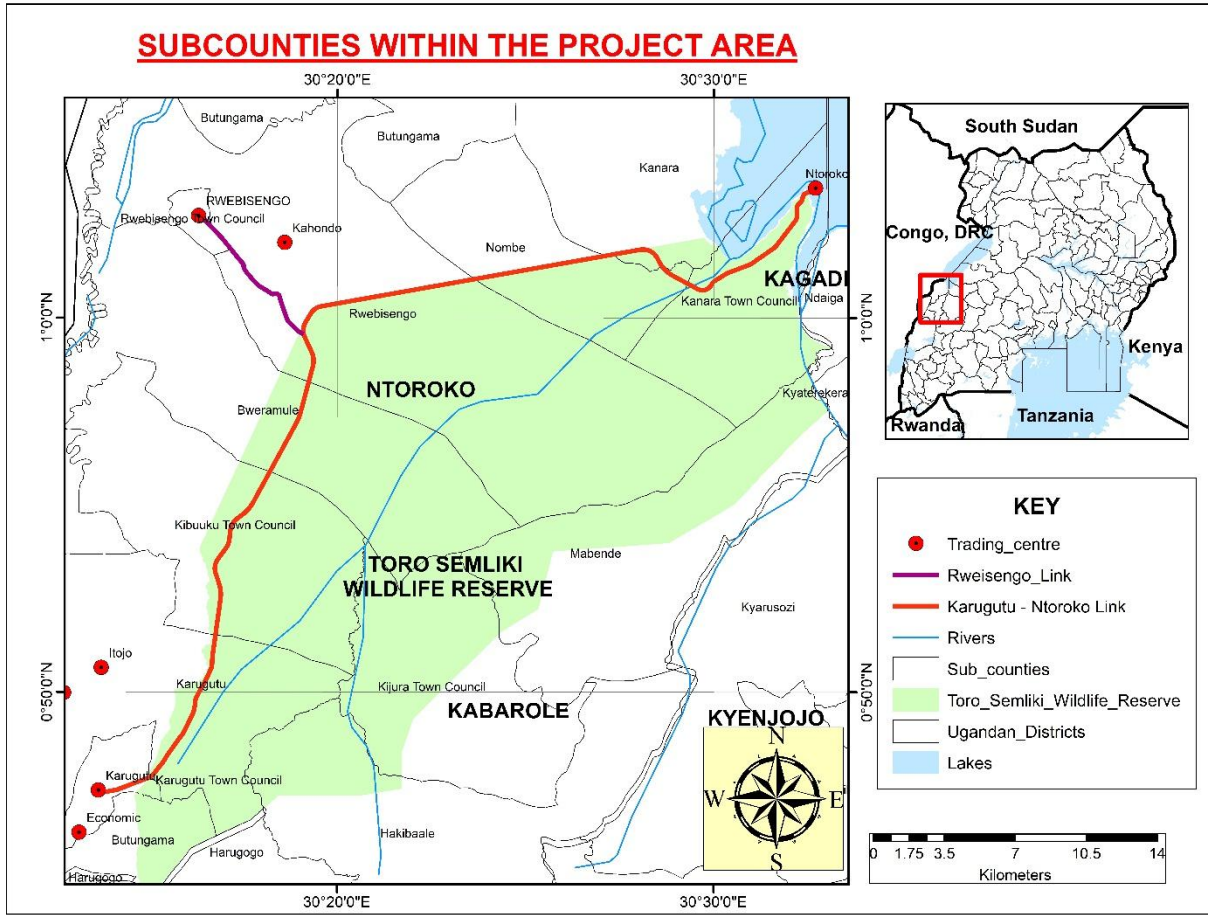 SUBCOUNTIES WITHIN THE PROJECT AREA
30°20'0"E
30°30'0"E
Butungama
Butungama
Kanara
Ntoroko
RWEBISENGO
Rwebisengo Town Council
Kahondo
Nombe
KAGADI
Kanara Town Council
Ndaiga
Rwebisengo
1°0'0"N
1°0'0"N
NTOROKO
Kyaterekera
Bweramule
Kibuuku Town Council
Mabende
TORO SEMLIKI
WILDLIFE RESERVE
Kyarusozi
Itojo
Karugutu
Kijura Town Council
0°50'0"N
0°50'0"N
KABAROLE
KYENJOJO
Karugutu
Karugutu Town Council
Economic
Butungama
Hakibaale
Harugogo
Harugogo
30°20'0"E
30°30'0"E
N
W
E
S
South Sudan
Congo, DRC
Kenya
Tanzania
Rwanda
KEY
Trading_centre
Rweisengo_Link
Karugutu - Ntoroko Link
Rivers
Sub_counties
Toro_Semliki_Wildlife_Reserve
Ugandan_Districts
Lakes
0 1.75 3.5 7 10.5 14
Kilometers